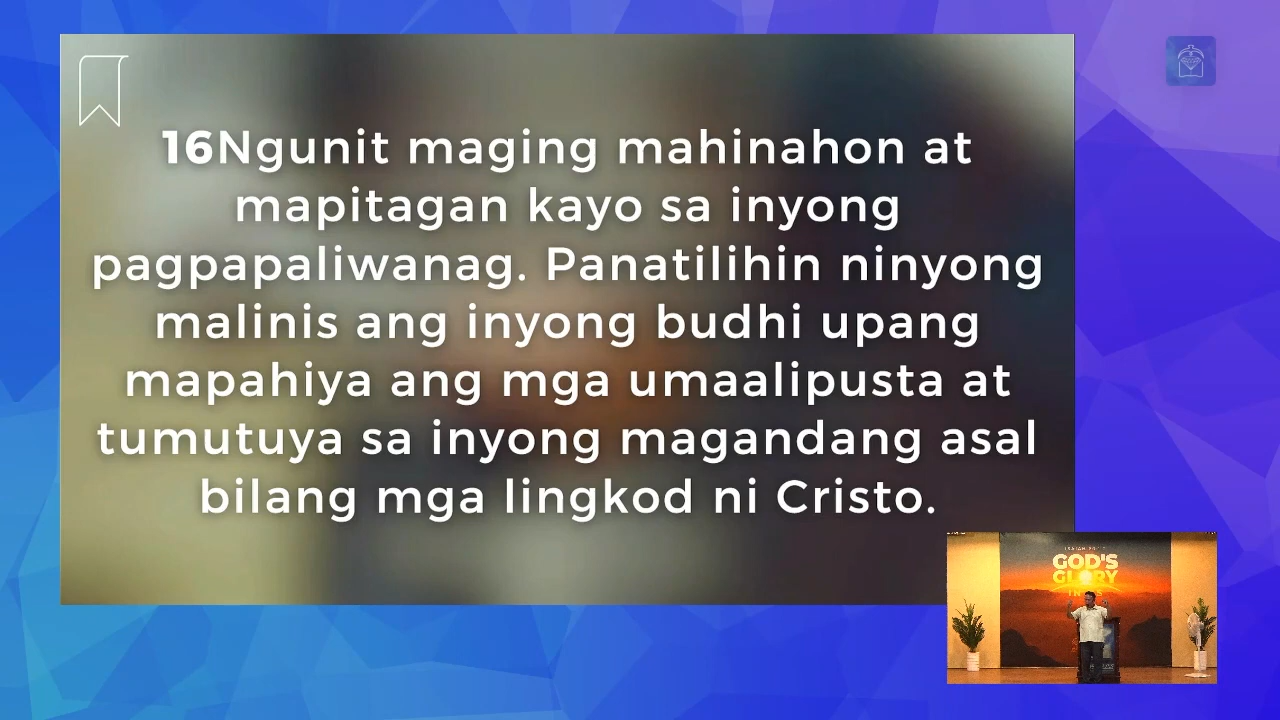 16Ngunit maging mahinahon at
mapitagan kayo sa inyong
pagpapaliwanag. Panatilihin ninyong
malinis ang inyong budhi upang
mapahiya ang mga umaalipusta at
tumutuya sa inyong magandang asal
bilang mga lingkod ni Cristo.
GOD'S
GLORY